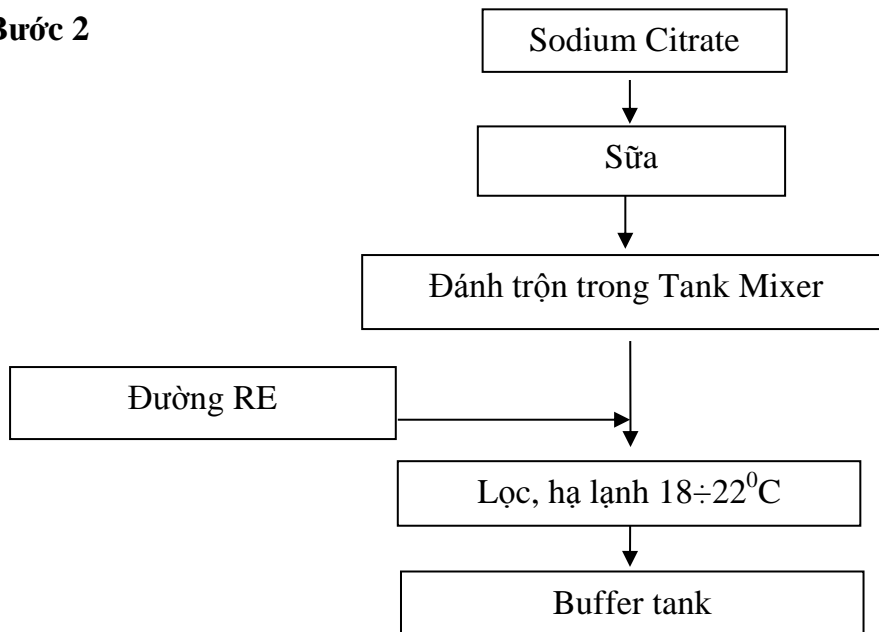 Bước 2
Sodium Citrate
Sữa
Đánh trộn trong Tank Mixer
Đường RE
Lọc, hạ lạnh 18÷22⁰C
Buffer tank